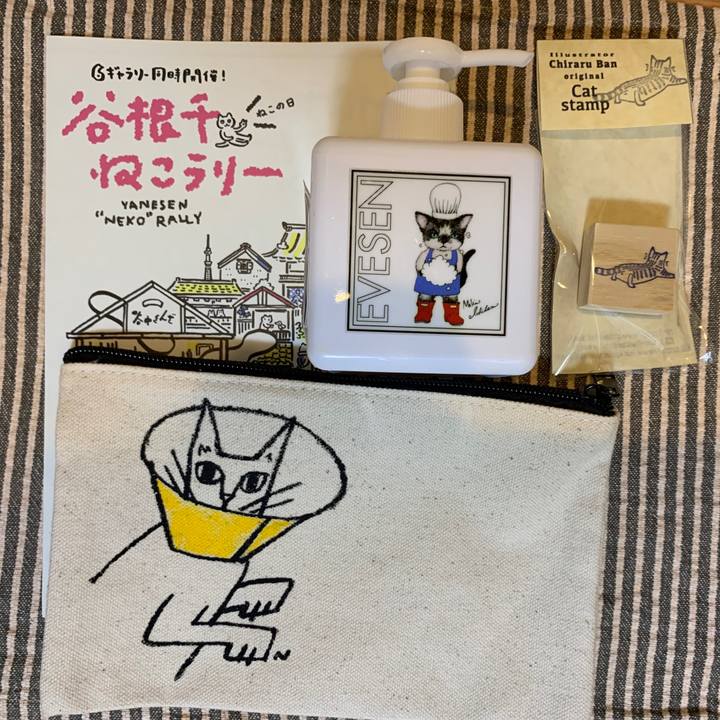 6ギャラリー同時開催!
谷根千
ねこの日
ねこラリー
YANESEN
"NEKO" RALLY
EVESEN
Illustrator
Chiraru Ban
original
Cat
stamp